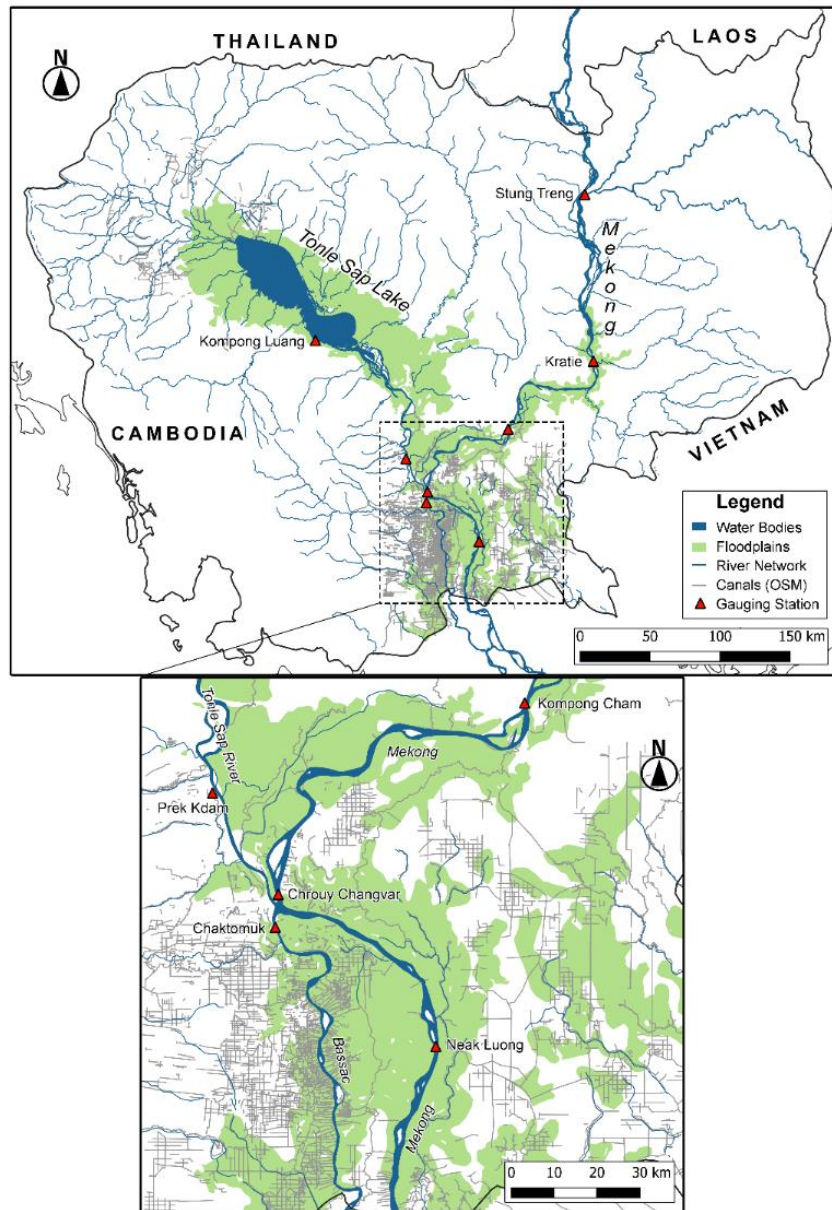 THAILAND
LAOS
N
Stung Treng
Mekong
Tonle Sap Lake
Kompong Luang
Kratie
CAMBODIA
VIETNAM
Legend
Water Bodies
Floodplains
River Network
Canals (OSM)
Gauging Station
0 50 100 150 km
Kompong Cham
Tonle Sap River
Mekong
N
Prek Kdam
Chrouy Changvar
Chaktomuk
Neak Luong
Bassac
Mekong
0 10 20 30 km